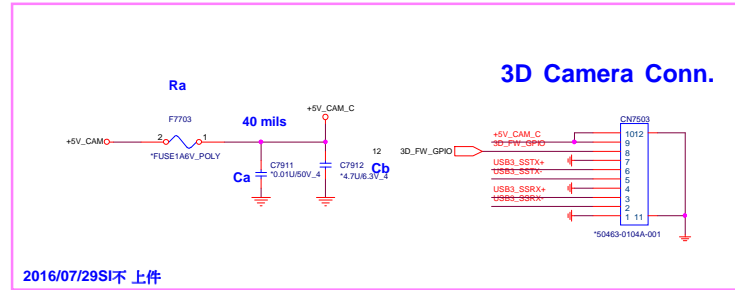 3D Camera Conn.
Ra
F7703
+5V_CAM
2
1
*FUSE1A6V_POLY
40 mils
+5V_CAM_C
C7911
*0.01U/50V_4
Ca
C7912
*4.7U/6.3V_4
Cb
12
3D_FW_GPIO
CN7503
+5V_CAM_C
3D_FW_GPIO
USB3_SSTX+
USB3_SSTX-
USB3_SSRX+
USB3_SSRX-
1012
9
8
7
6
5
4
3
2
1 11
*50463-0104A-001
2016/07/29SI不 上件